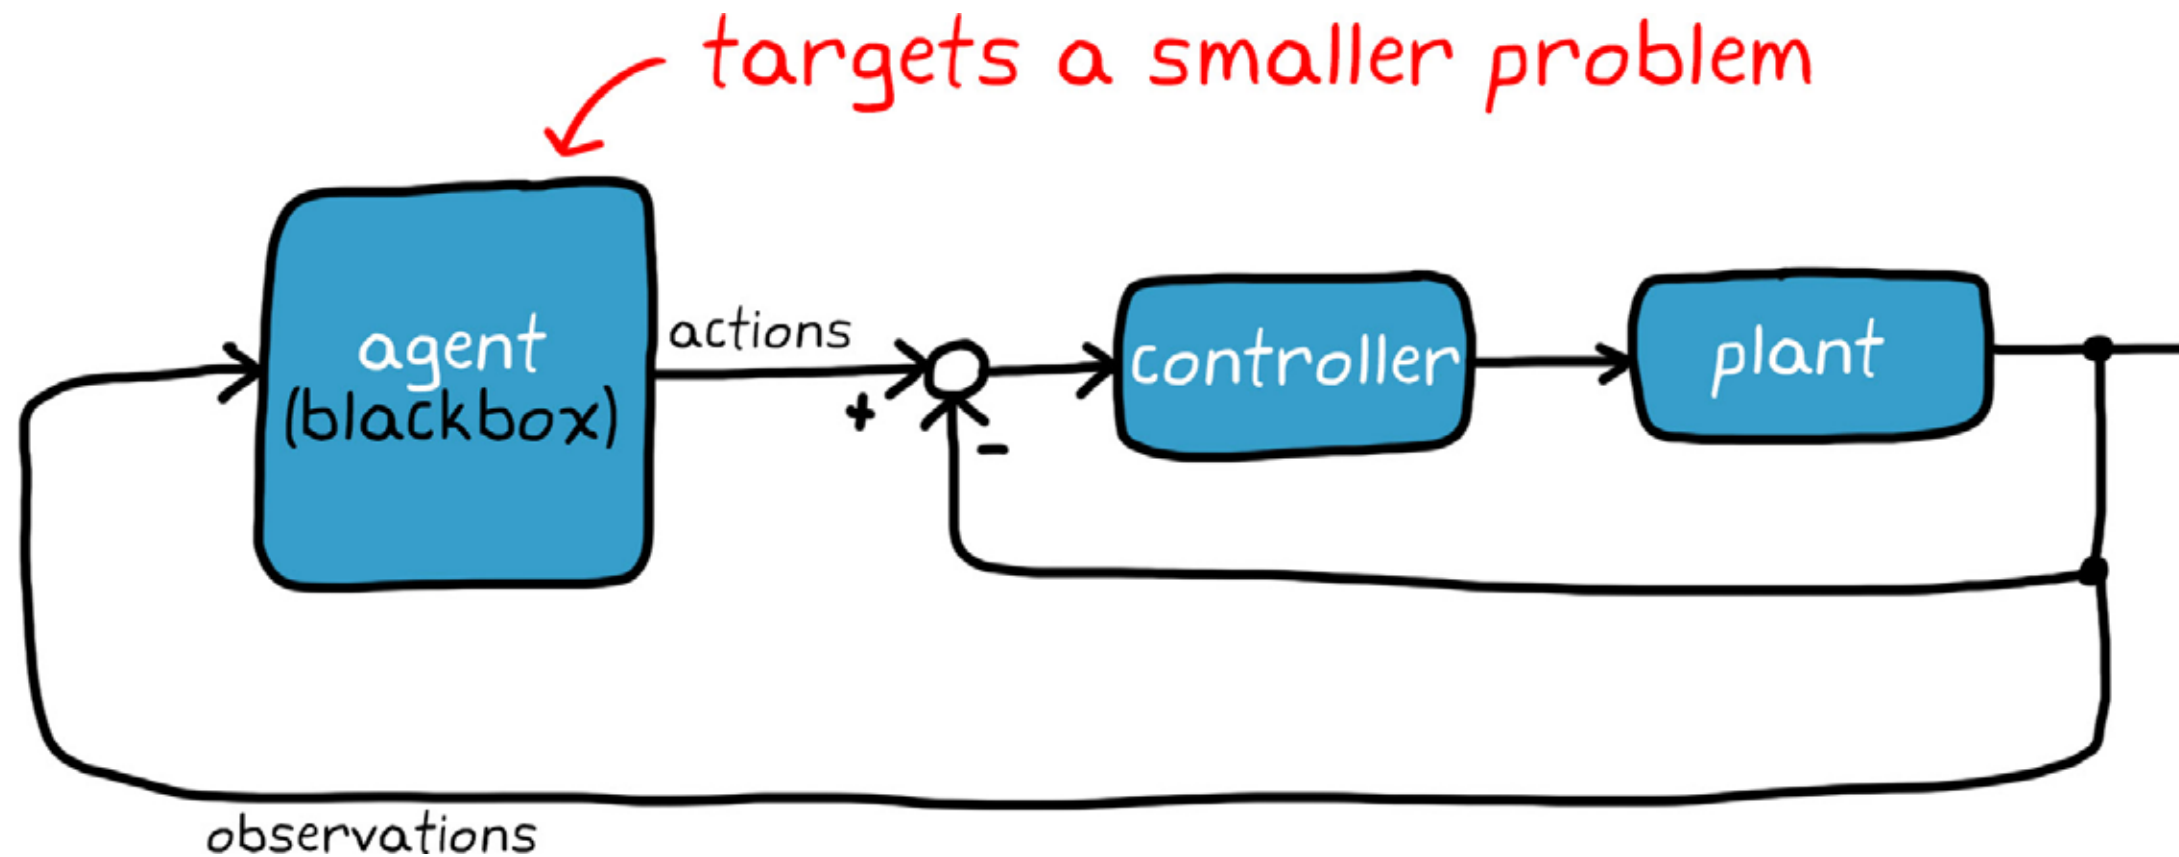 targets a smaller problem
agent
(blackbox)
actions
+
-
controller
plant
observations